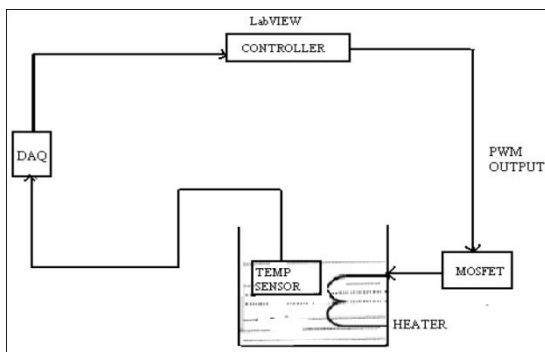 LabVIEW
CONTROLLER
DAQ
PWM
OUTPUT
TEMP
SENSOR
MOSFET
HEATER